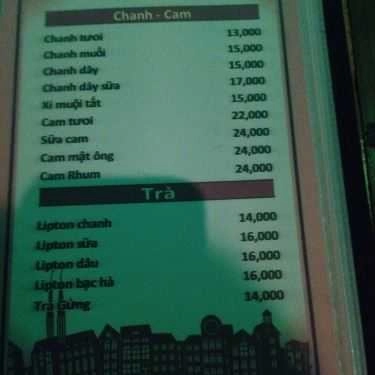 Chanh - Cam
Chanh tươi 13,000
Chanh muối 15,000
Chanh dây 15,000
Chanh dây sữa 17,000
Xí muội tắt 15,000
Cam tươi 22,000
Sữa cam 24,000
Cam mật ông 24,000
Cam Rhum 24,000
Trà
Lipton chanh 14,000
Lipton sữa 16,000
Lipton dâu 16,000
Lipton bạc hà 16,000
Trà Gừng 14,000